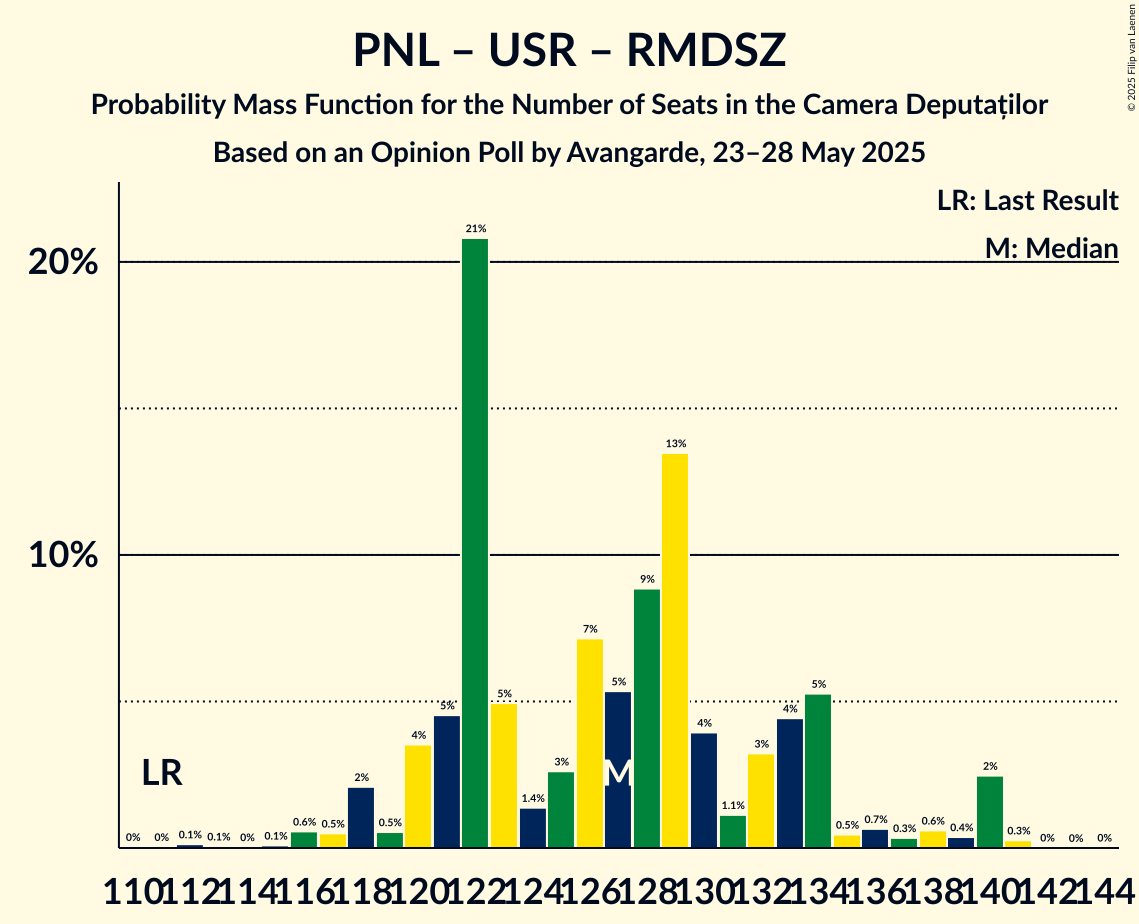 PNL – USR – RMDSZ
Probability Mass Function for the Number of Seats in the Camera Deputaților
Based on an Opinion Poll by Avangarde, 23–28 May 2025
© 2025 Filip van Laenen
LR: Last Result
M: Median
20%
10%
LR
M
0% 0% 0.1% 0.1% 0% 0.1% 0.6% 0.5% 2% 0.5% 4% 5% 21% 5% 1.4% 3% 7% 5% 9% 13% 4% 1.1% 3% 4% 5% 0.5% 0.7% 0.3% 0.6% 0.4% 2% 0.3% 0% 0% 0%
110 112 114 116 118 120 122 124 126 128 130 132 134 136 138 140 142 144